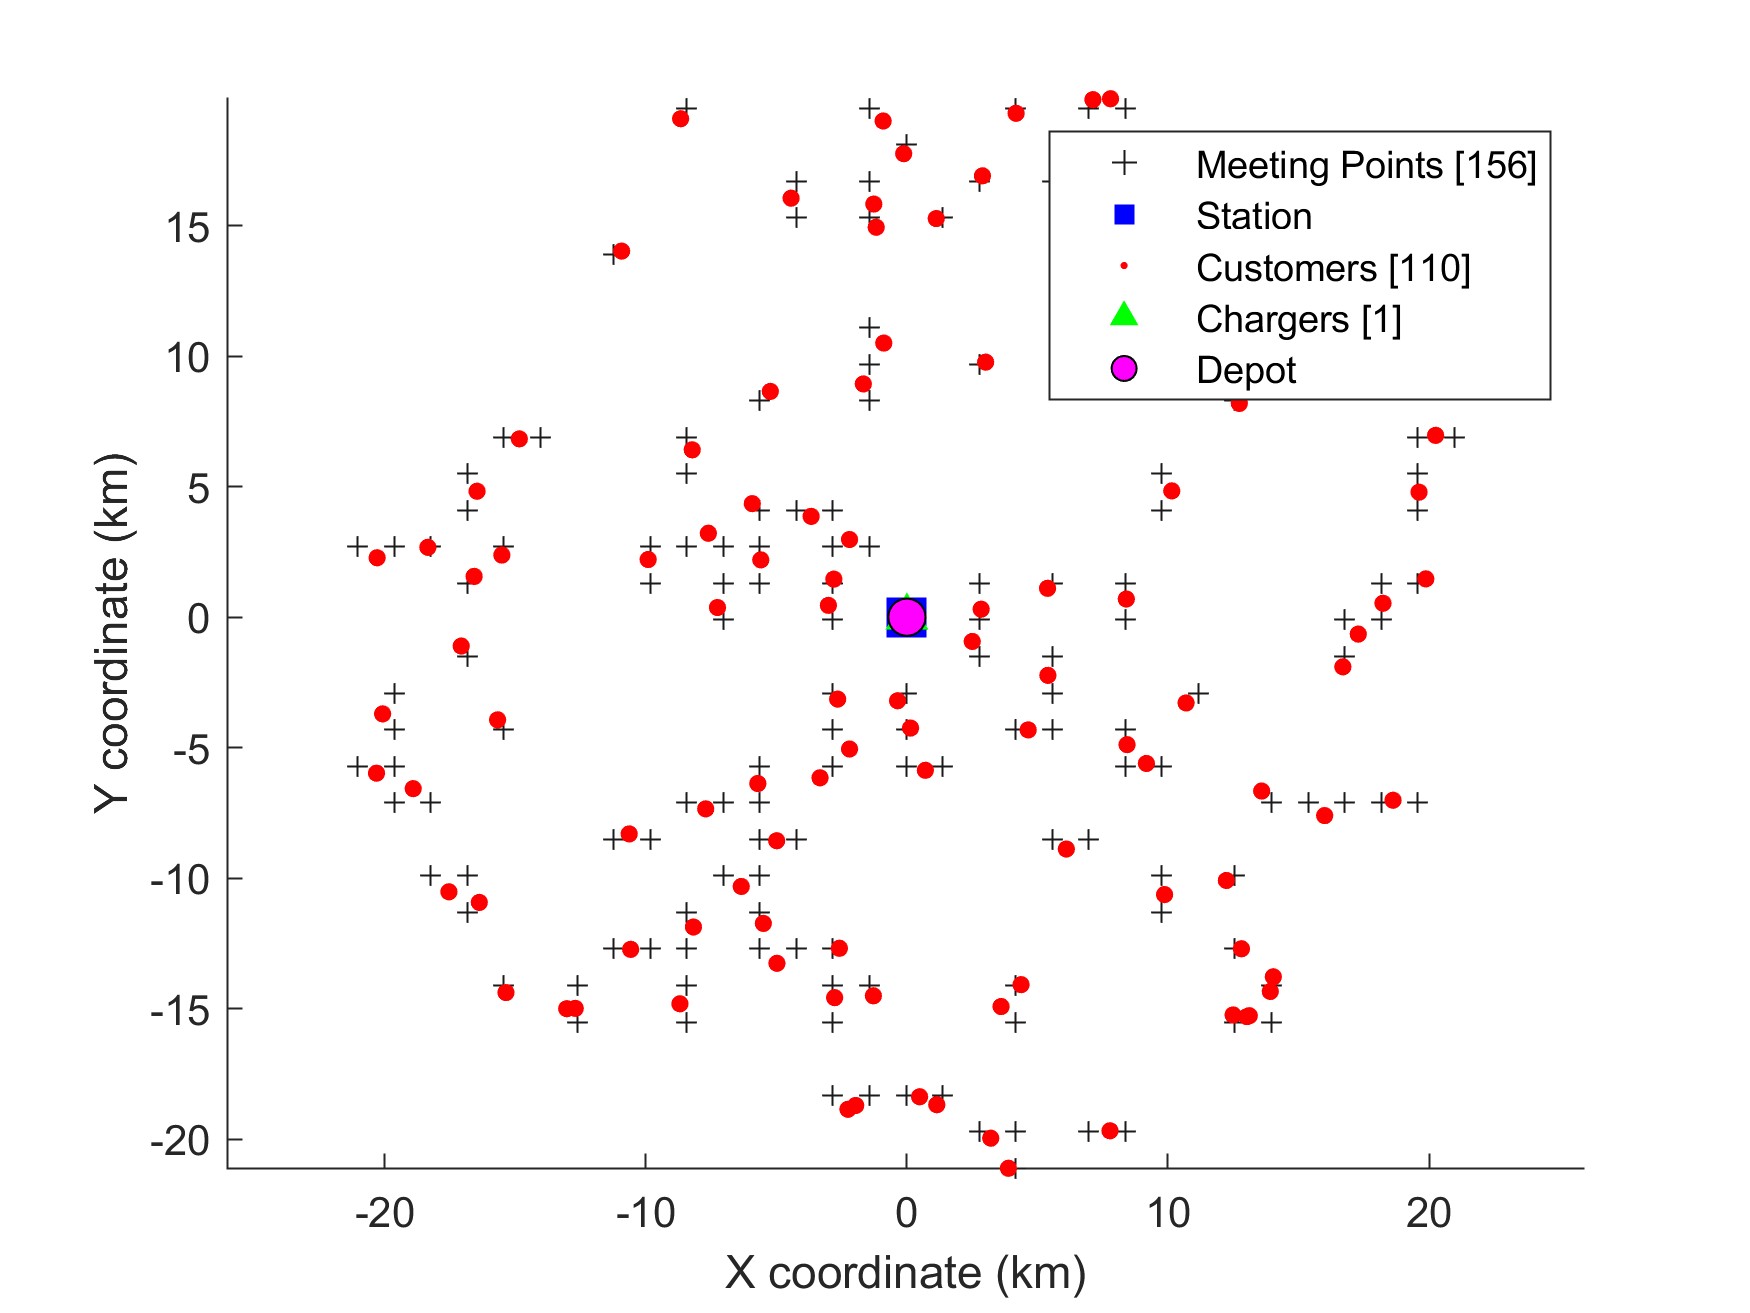 Meeting Points [156]
Station
Customers [110]
Chargers [1]
Depot
15
10
5
0
-5
-10
-15
-20
Y coordinate (km)
-20 -10 0 10 20
X coordinate (km)